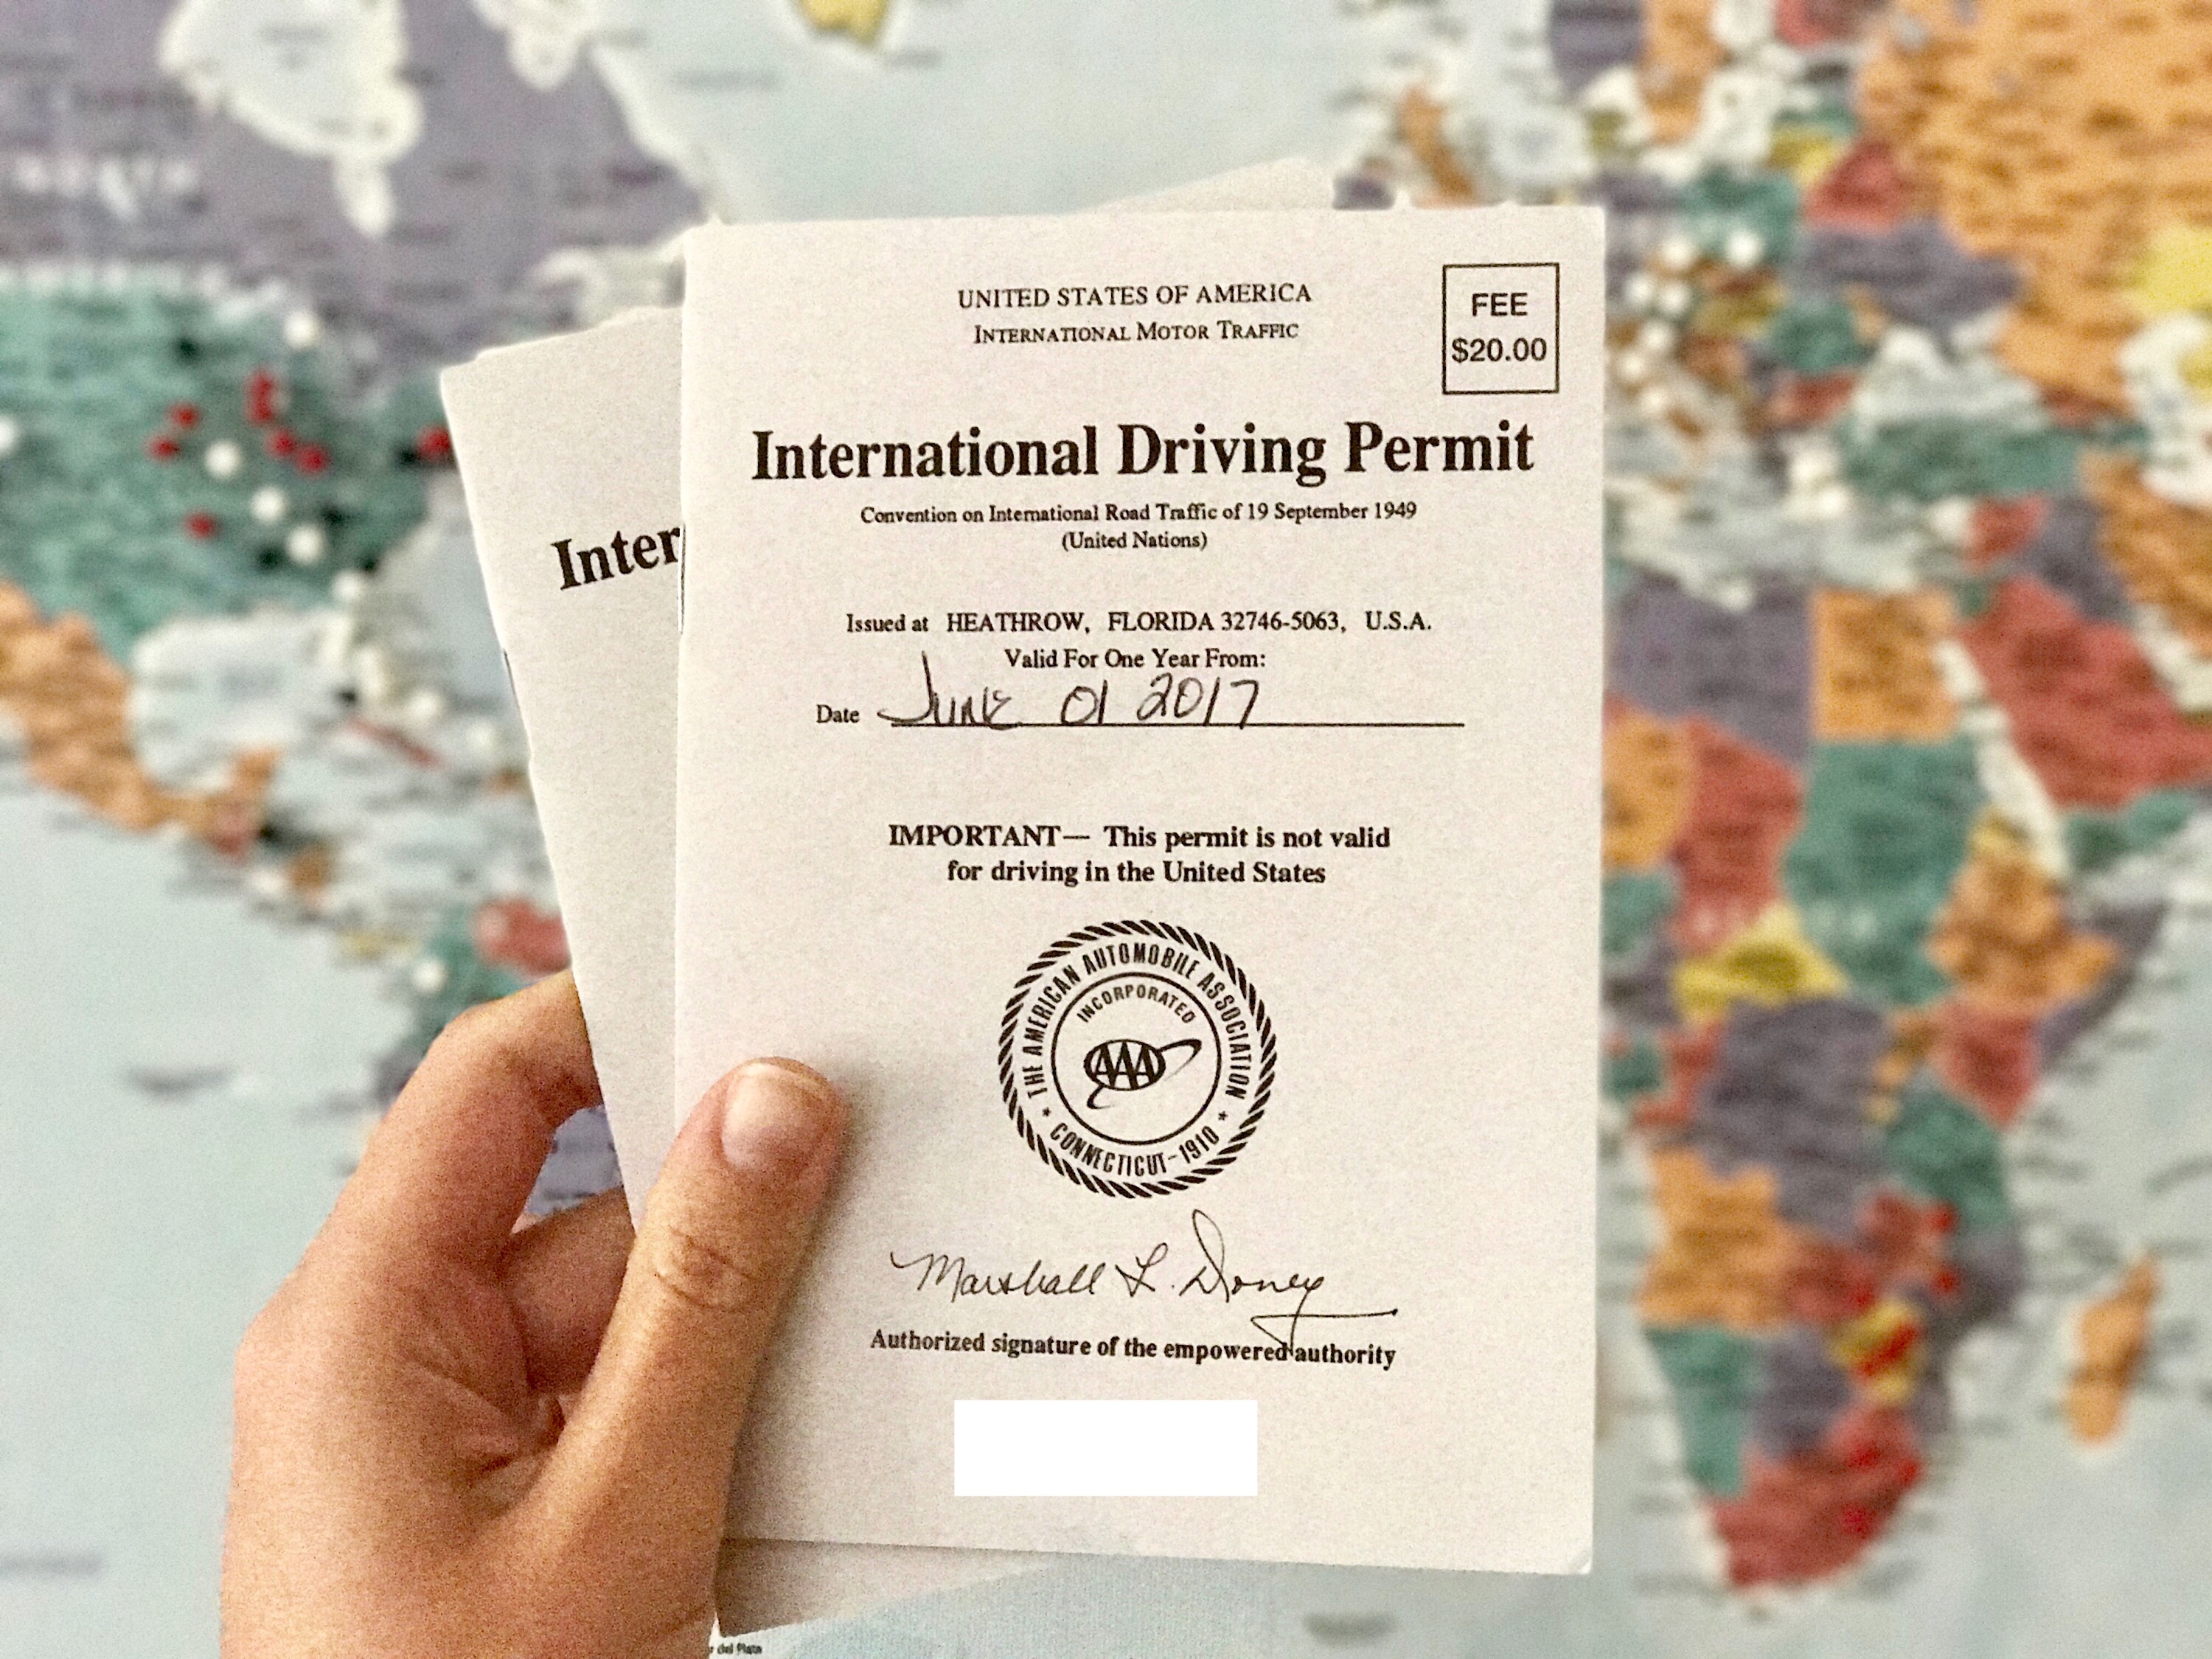 UNITED STATES OF AMERICA
INTERNATIONAL MOTOR TRAFFIC
FEE
$20.00
International Driving Permit
Convention on International Road Traffic of 19 September 1949
(United Nations)
Inter
Issued at HEATHROW, FLORIDA 32746-5063, U.S.A.
Valid For One Year From:
Date June 01 2017
IMPORTANT— This permit is not valid
for driving in the United States
THE AMERICAN AUTOMOBILE ASSOCIATION
INCORPORATED
AAA
* CONNECTICUT-1910 *
Marshall L. Doney
Authorized signature of the empowered authority
del Plata